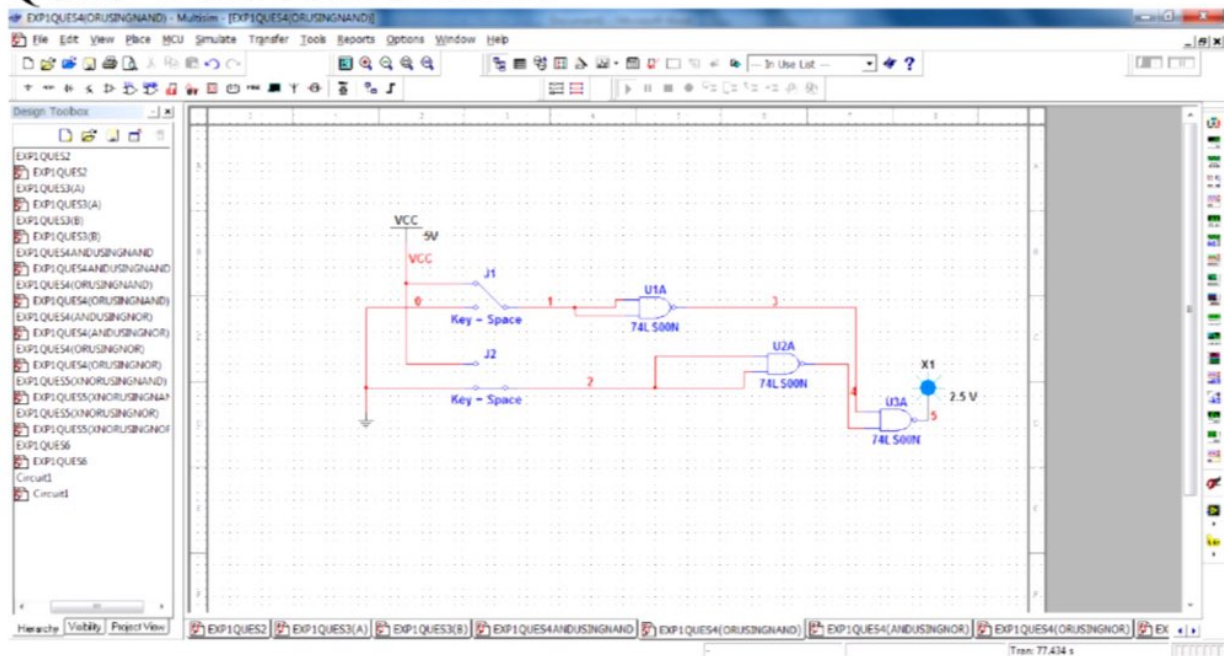 EXP1QUES4(ORUSINGNAND) - Multisim - [EXP1QUES4(ORUSINGNAND)]
File Edit View Place MCU Simulate Transfer Tools Reports Options Window Help
--- In Use List ---
Design Toolbox
EXP1QUES2
EXP1QUES2
EXP1QUES3(A)
EXP1QUES3(A)
EXP1QUES3(B)
EXP1QUES3(B)
EXP1QUES4ANDUSINGNAND
EXP1QUES4ANDUSINGNAND
EXP1QUES4(ORUSINGNAND)
EXP1QUES4(ORUSINGNAND)
EXP1QUES4(ANDUSINGNOR)
EXP1QUES4(ANDUSINGNOR)
EXP1QUES4(ORUSINGNOR)
EXP1QUES4(ORUSINGNOR)
EXP1QUES5(XNORUSINGNAND)
EXP1QUES5(XNORUSINGNAN
EXP1QUES5(XNORUSINGNOR)
EXP1QUES5(XNORUSINGNOF
EXP1QUES6
EXP1QUES6
Circuit1
Circuit1
Hierarchy Visibility Project View
VCC
5V
VCC
J1
0
1
Key = Space
U1A
74LS00N
3
J2
2
Key = Space
U2A
74LS00N
4
U3A
74LS00N
X1
2.5 V
5
EXP1QUES2 EXP1QUES3(A) EXP1QUES3(B) EXP1QUES4ANDUSINGNAND EXP1QUES4(ORUSINGNAND) EXP1QUES4(ANDUSINGNOR) EXP1QUES4(ORUSINGNOR) EX
Tran: 77.434 s